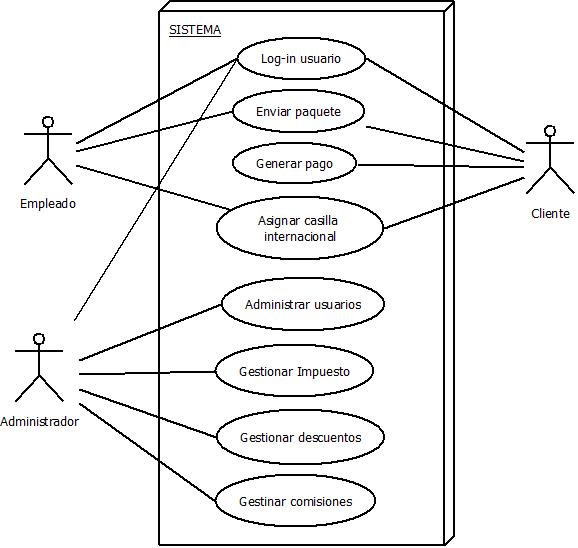 SISTEMA
Log-in usuario
Enviar paquete
Generar pago
Empleado
Cliente
Asignar casilla
internacional
Administrar usuarios
Gestionar Impuesto
Administrador
Gestionar descuentos
Gestinar comisiones